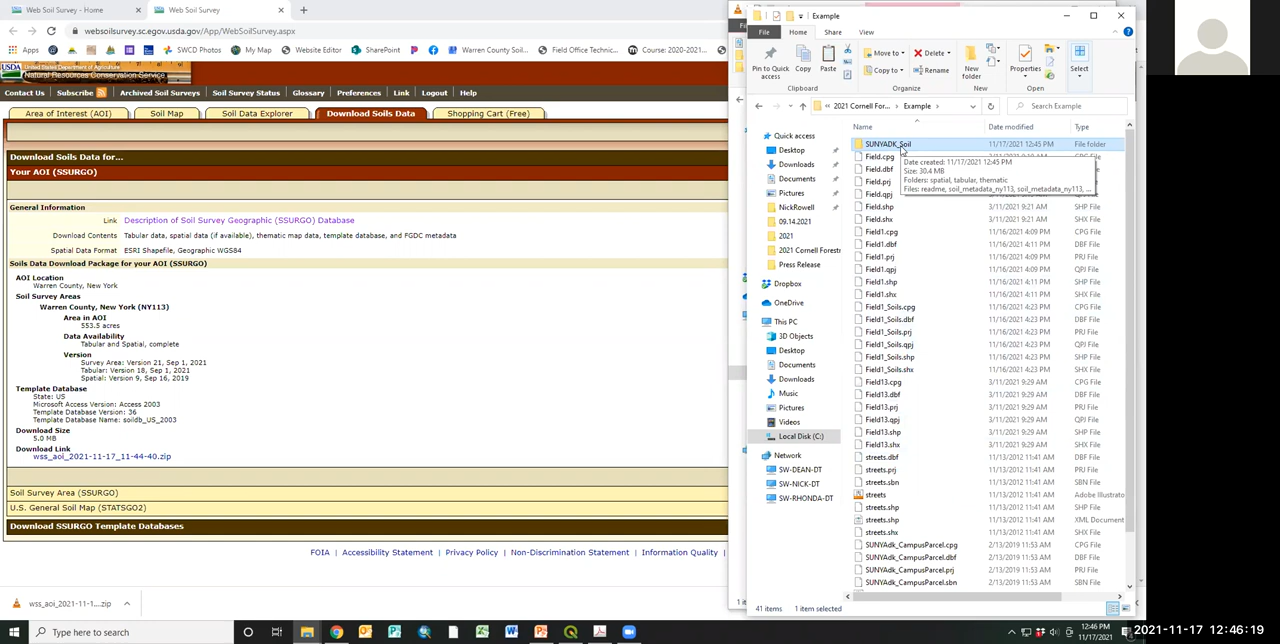 Web Soil Survey - Home
Web Soil Survey
websoilsurvey.sc.egov.usda.gov/App/WebSoilSurvey.aspx
Apps
SWCD Photos
My Map
Website Editor
SharePoint
Warren County Soil...
Field Office Technic...
Course: 2020-2021...
USDA
United States Department of Agriculture
Natural Resources Conservation Service
Contact Us
Subscribe
Archived Soil Surveys
Soil Survey Status
Glossary
Preferences
Link
Logout
Help
Area of Interest (AOI)
Soil Map
Soil Data Explorer
Download Soils Data
Shopping Cart (Free)
Download Soils Data for...
Your AOI (SSURGO)
General Information
Link Description of Soil Survey Geographic (SSURGO) Database
Download Contents Tabular data, spatial data (if available), thematic map data, template database, and FGDC metadata
Spatial Data Format ESRI Shapefile, Geographic WGS84
Soils Data Download Package for your AOI (SSURGO)
AOI Location
Warren County, New York
Soil Survey Areas
Warren County, New York (NY113)
Area in AOI
553.5 acres
Data Availability
Tabular and Spatial, complete
Version
Survey Area: Version 21, Sep 1, 2021
Tabular: Version 18, Sep 1, 2021
Spatial: Version 9, Sep 16, 2019
Template Database
State: US
Microsoft Access Version: Access 2003
Template Database Version: 36
Template Database Name: soildb_US_2003
Download Size
5.0 MB
Download Link
wss_aoi_2021-11-17_11-44-40.zip
Soil Survey Area (SSURGO)
U.S. General Soil Map (STATSGO2)
Download SSURGO Template Databases
FOIA | Accessibility Statement | Privacy Policy | Non-Discrimination Statement | Information Quality |
wss_aoi_2021-11-1....zip
Type here to search
Example
File
Home
Share
View
Pin to Quick access
Copy
Paste
Move to
Copy to
Delete
Rename
New folder
Properties
Select
Clipboard
Organize
New
Open
« 2021 Cornell For... > Example >
Search Example
Quick access
Desktop
Downloads
Documents
Pictures
NickRowell
09.14.2021
2021
2021 Cornell Forestr
Press Release
Dropbox
OneDrive
This PC
3D Objects
Desktop
Documents
Downloads
Music
Pictures
Videos
Local Disk (C:)
Network
SW-DEAN-DT
SW-NICK-DT
SW-RHONDA-DT
Name Date modified Type
SUNYADK_Soil 11/17/2021 12:45 PM File folder
Field.cpg
Field.dbf
Field.prj
Field.qpj
Date created: 11/17/2021 12:45 PM
Size: 30.4 MB
Folders: spatial, tabular, thematic
Files: readme, soil_metadata_ny113, soil_metadata_ny113, ...
Field.shp 3/11/2021 9:21 AM SHP File
Field.shx 3/11/2021 9:21 AM SHX File
Field1.cpg 11/16/2021 4:09 PM CPG File
Field1.dbf 11/16/2021 4:11 PM DBF File
Field1.prj 11/16/2021 4:09 PM PRJ File
Field1.qpj 11/16/2021 4:09 PM QPJ File
Field1.shp 11/16/2021 4:11 PM SHP File
Field1.shx 11/16/2021 4:11 PM SHX File
Field1_Soils.cpg 11/16/2021 4:23 PM CPG File
Field1_Soils.dbf 11/16/2021 4:23 PM DBF File
Field1_Soils.prj 11/16/2021 4:23 PM PRJ File
Field1_Soils.qpj 11/16/2021 4:23 PM QPJ File
Field1_Soils.shp 11/16/2021 4:23 PM SHP File
Field1_Soils.shx 11/16/2021 4:23 PM SHX File
Field13.cpg 3/11/2021 9:29 AM CPG File
Field13.dbf 3/11/2021 9:29 AM DBF File
Field13.prj 3/11/2021 9:29 AM PRJ File
Field13.qpj 3/11/2021 9:29 AM QPJ File
Field13.shp 3/11/2021 9:29 AM SHP File
Field13.shx 3/11/2021 9:29 AM SHX File
streets.dbf 11/13/2012 11:41 AM DBF File
streets.prj 11/13/2012 11:41 AM PRJ File
streets.sbn 11/13/2012 11:41 AM SBN File
streets 11/13/2012 11:41 AM Adobe Illustrato
streets.shp 11/13/2012 11:41 AM SHP File
streets.shp 11/13/2012 11:41 AM XML Document
streets.shx 11/13/2012 11:41 AM SHX File
SUNYAdk_CampusParcel.cpg 2/13/2019 11:53 AM CPG File
SUNYAdk_CampusParcel.dbf 2/13/2019 11:53 AM DBF File
SUNYAdk_CampusParcel.prj 2/13/2019 11:53 AM PRJ File
SUNYAdk_CampusParcel.sbn 2/13/2019 11:53 AM SBN File
41 items 1 item selected
12:46 PM
11/17/2021
2021-11-17 12:46:19